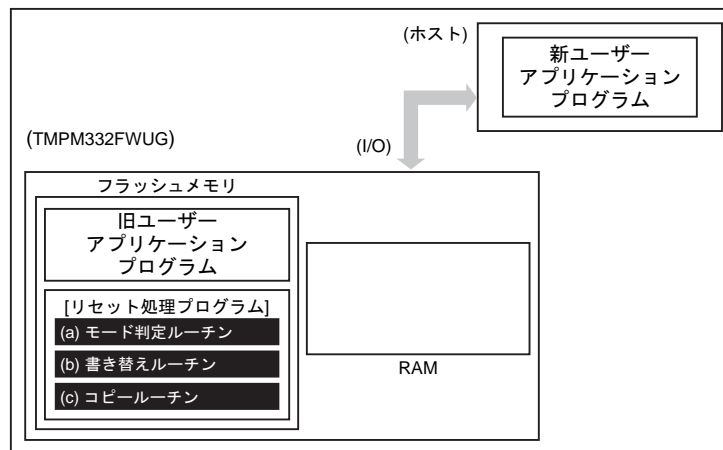 (ホスト)
新ユーザー
アプリケーション
プログラム
(TMPM332FWUG)
(I/O)
フラッシュメモリ
旧ユーザー
アプリケーション
プログラム
[リセット処理プログラム]
(a) モード判定ルーチン
(b) 書き替えルーチン
(c) コピールーチン
RAM